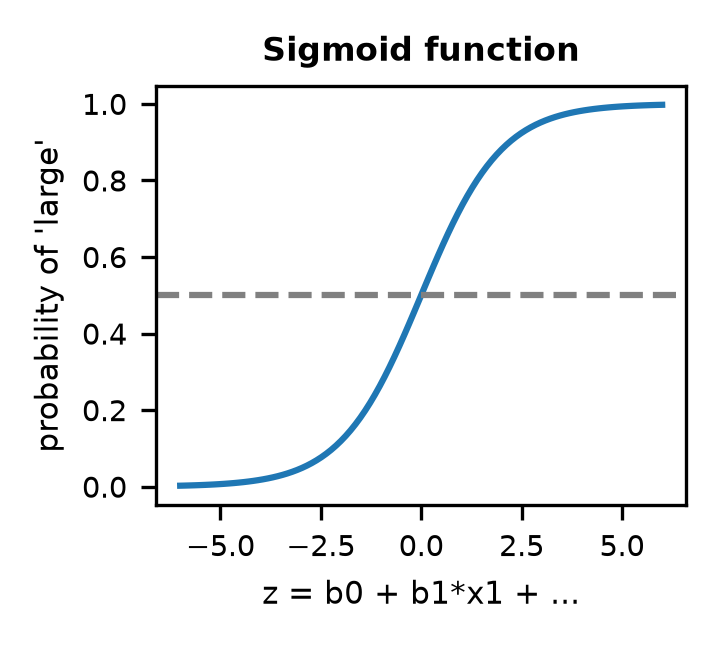 Sigmoid function
1.0
0.8
0.6
0.4
0.2
0.0
probability of 'large'
−5.0 −2.5 0.0 2.5 5.0
z = b0 + b1*x1 + ...